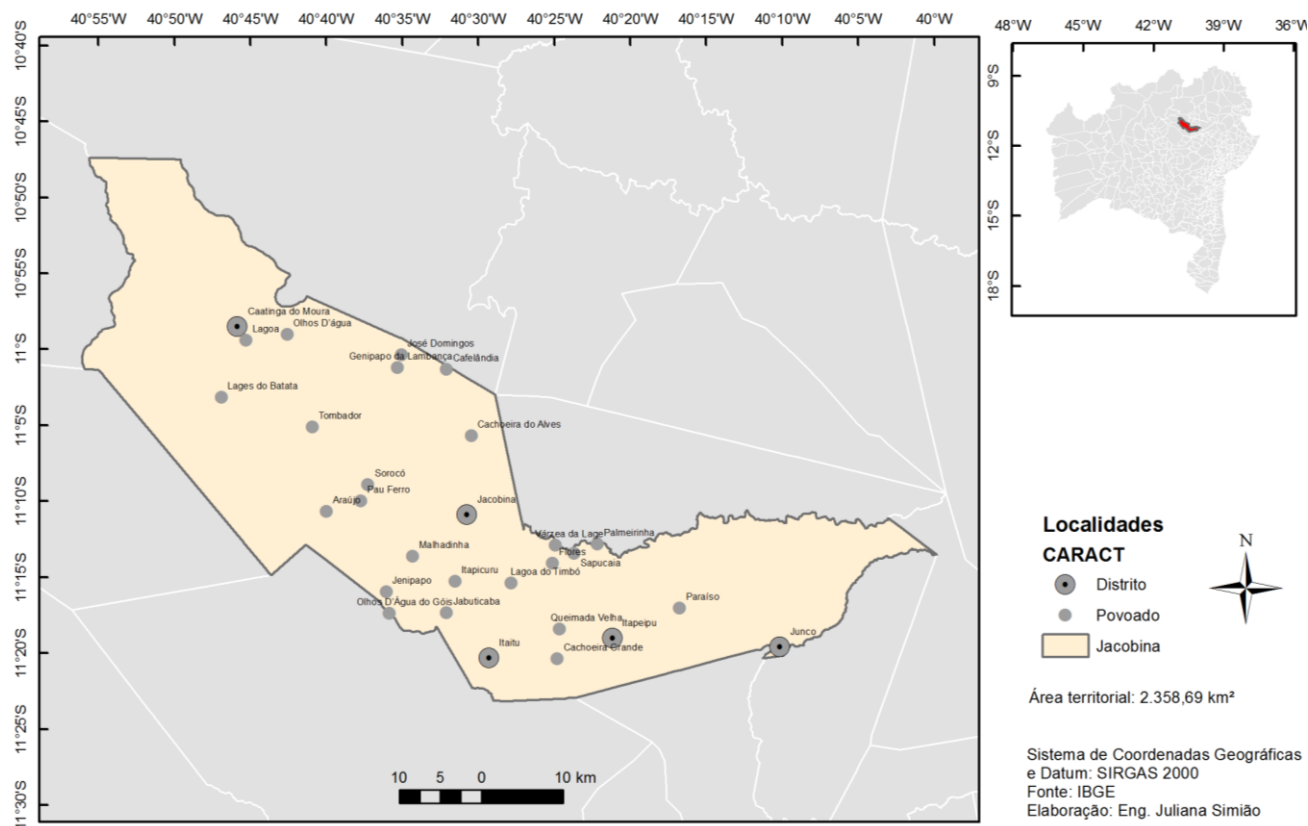 40°55'W 40°50'W 40°45'W 40°40'W 40°35'W 40°30'W 40°25'W 40°20'W 40°15'W 40°10'W 40°5'W 40°W
10°40'S
10°45'S
10°50'S
10°55'S
11°S
11°5'S
11°10'S
11°15'S
11°20'S
11°25'S
11°30'S
Caatinga do Moura
Lagoa
Olhos D'água
José Domingos
Genipapo da Lambança
Cafelândia
Lages do Batata
Tombador
Cachoeira do Alves
Sorocó
Pau Ferro
Araújo
Jacobina
Várzea da Lage
Palmeirinha
Malhadinha
Flores
Sapucaia
Itapicuru
Lagoa do Timbó
Jenipapo
Olhos D'Água do Góis
Jabuticaba
Paraíso
Queimada Velha
Itapeipu
Junco
Itaitu
Cachoeira Grande
10 5 0 10 km
48°W 45°W 42°W 39°W 36°W
9°S
12°S
15°S
18°S
Localidades
CARACT
Distrito
Povoado
Jacobina
N
Área territorial: 2.358,69 km²
Sistema de Coordenadas Geográficas
e Datum: SIRGAS 2000
Fonte: IBGE
Elaboração: Eng. Juliana Simião